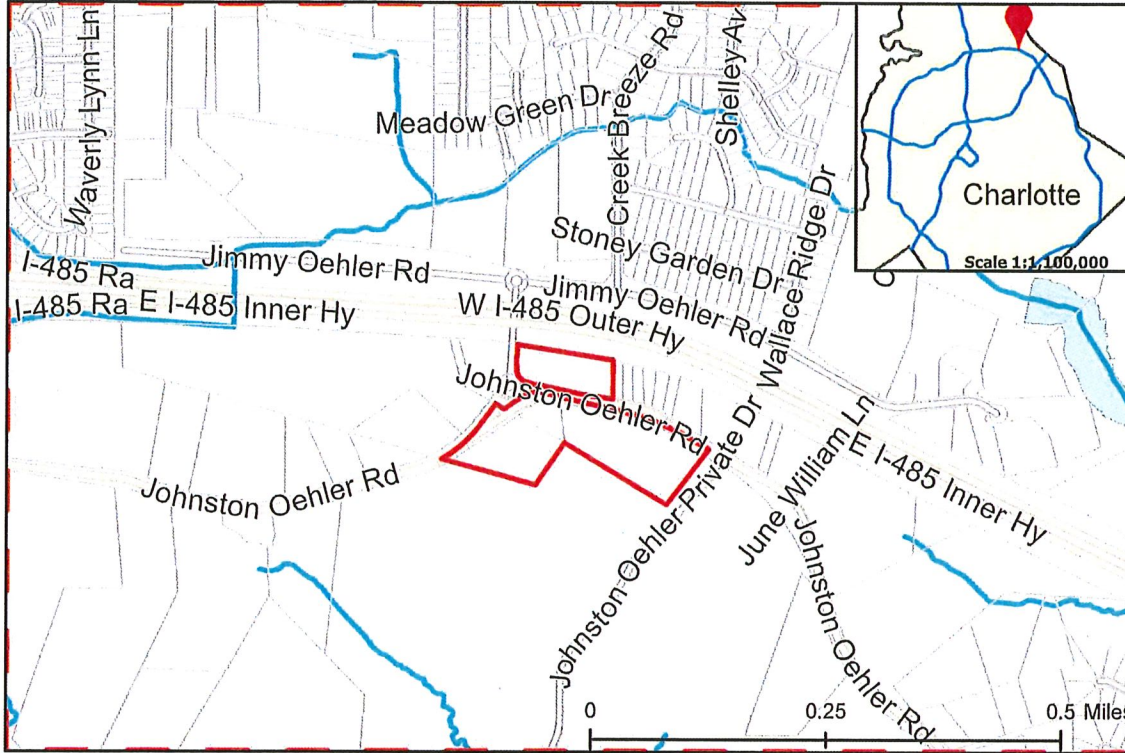 Waverly Lynn Ln
Meadow Green Dr
Creek Breeze Rd
Shelley Av
Charlotte
Scale 1:1,100,000
Stoney Garden Dr
Wallace Ridge Dr
Jimmy Oehler Rd
Jimmy Oehler Rd
I-485 Ra
I-485 Ra
E I-485 Inner Hy
W I-485 Outer Hy
Johnston Oehler Rd
Johnston Oehler Rd
Johnston-Oehler Private Dr
June William Ln
E I-485 Inner Hy
Johnston-Oehler Rd
0
0.25
0.5 Miles